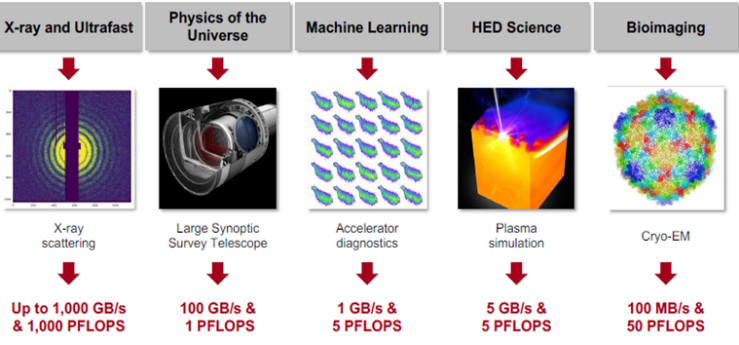 X-ray and Ultrafast
Physics of the
Universe
Machine Learning
HED Science
Bioimaging
X-ray
scattering
Large Synoptic
Survey Telescope
Accelerator
diagnostics
Plasma
simulation
Cryo-EM
Up to 1,000 GB/s
& 1,000 PFLOPS
100 GB/s &
1 PFLOPS
1 GB/s &
5 PFLOPS
5 GB/s &
5 PFLOPS
100 MB/s &
50 PFLOPS